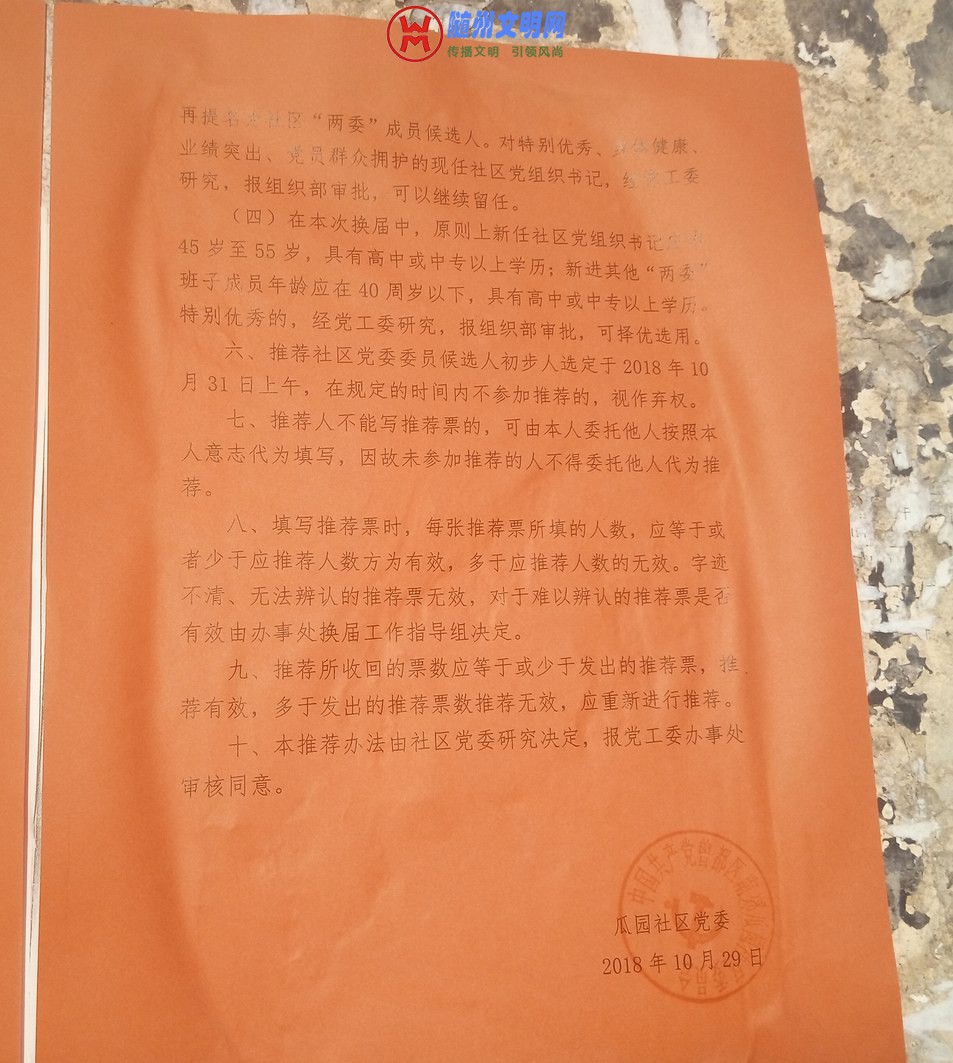 随州文明网
传播文明 引领风尚
再提名为社区“两委”成员候选人。对特别优秀、身体健康、
业绩突出、党员群众拥护的现任社区党组织书记，经党工委
研究，报组织部审批，可以继续留任。
（四）在本次换届中，原则上新任社区党组织书记
45岁至55岁，具有高中或中专以上学历；新进其他“两委”
班子成员年龄应在40周岁以下，具有高中或中专以上学历。
特别优秀的，经党工委研究，报组织部审批，可择优选用。
六、推荐社区党委委员候选人初步人选定于2018年10
月31日上午，在规定的时间内不参加推荐的，视作弃权。
七、推荐人不能写推荐票的，可由本人委托他人按照本
人意志代为填写，因故未参加推荐的人不得委托他人代为推
荐。
八、填写推荐票时，每张推荐票所填的人数，应等于或
者少于应推荐人数方为有效，多于应推荐人数的无效。字迹
不清、无法辨认的推荐票无效，对于难以辨认的推荐票是否
有效由办事处换届工作指导组决定。
九、推荐所收回的票数应等于或少于发出的推荐票，推
荐有效，多于发出的推荐票数推荐无效，应重新进行推荐。
十、本推荐办法由社区党委研究决定，报党工委办事处
审核同意。
中国共产党曾都区
瓜园社区党委
2018年10月29日